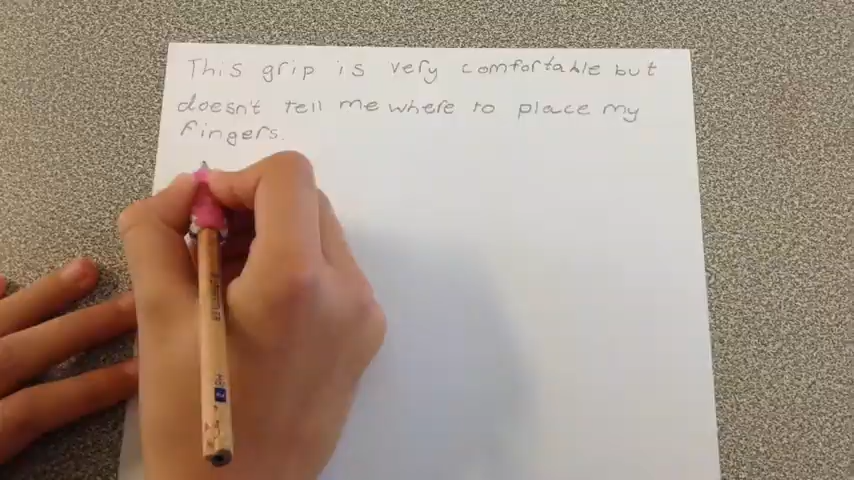 This grip is very comfortable but
doesn't tell me where to place my
fingers.